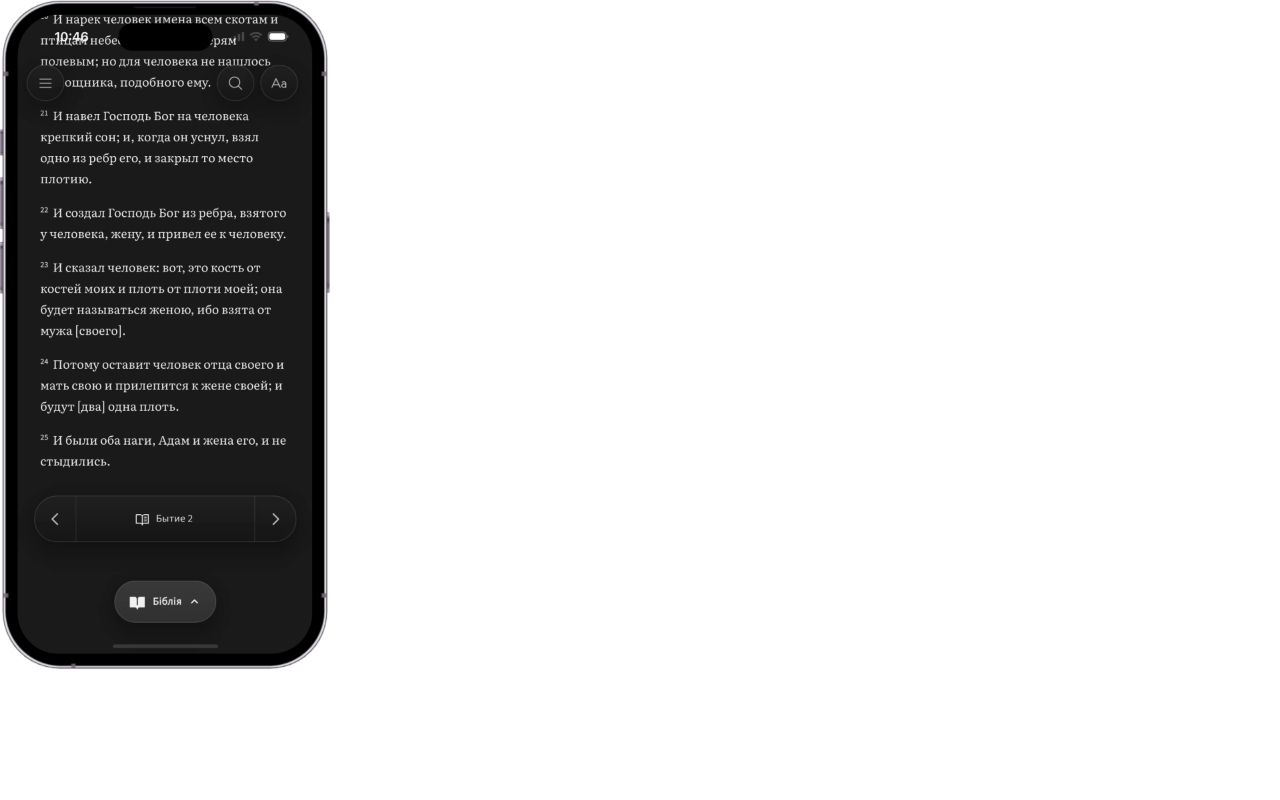 И нарек человек имена всем скотам и
10:46
полевым; но для человека не нашлось
подобного ему.
Aa
21 И навел Господь Бог на человека
крепкий сон; и, когда он уснул, взял
одно из ребр его, и закрыл то место
плотию.
22 И создал Господь Бог из ребра, взятого
у человека, жену, и привел ее к человеку.
23 И сказал человек: вот, это кость от
костей моих и плоть от плоти моей; она
будет называться женою, ибо взята от
мужа [своего].
24 Потому оставит человек отца своего и
мать свою и прилепится к жене своей; и
будут [два] одна плоть.
25 И были оба наги, Адам и жена его, и не
стыдились.
Бытие 2
Біблія